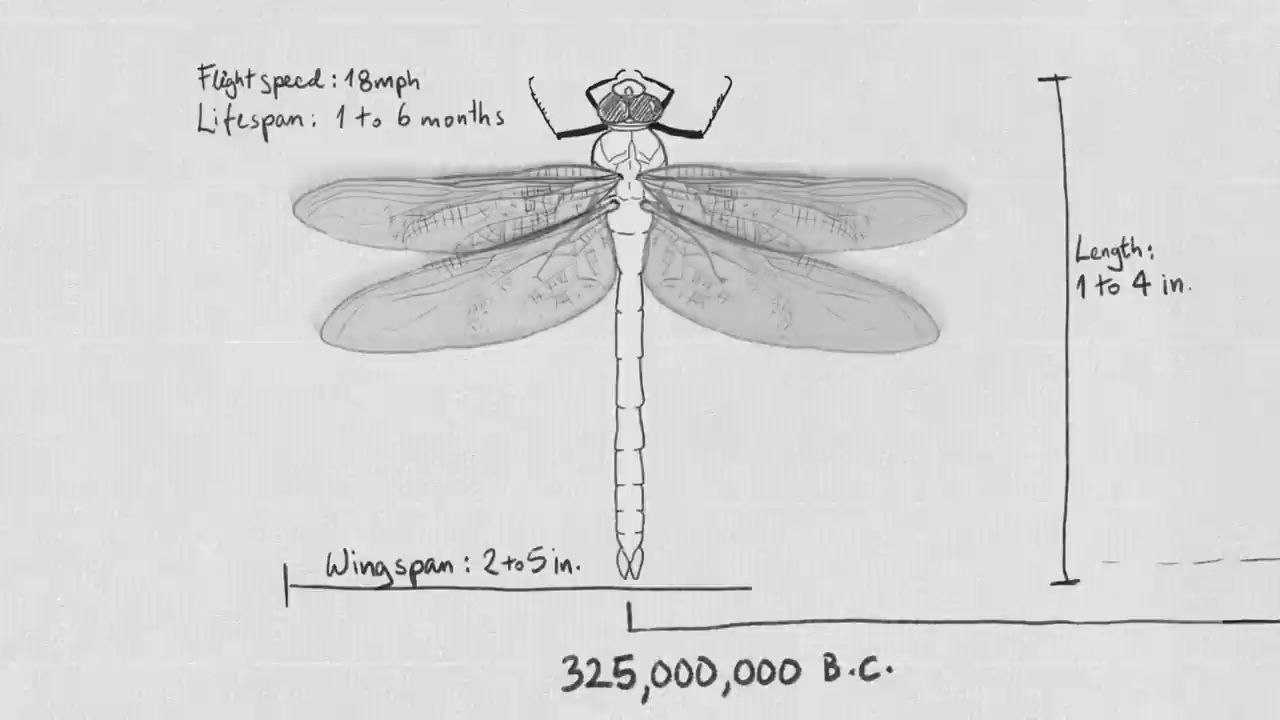 Flight speed: 18mph
Lifespan: 1 to 6 months
Length:
1 to 4 in.
Wingspan: 2 to 5 in.
325,000,000 B.C.